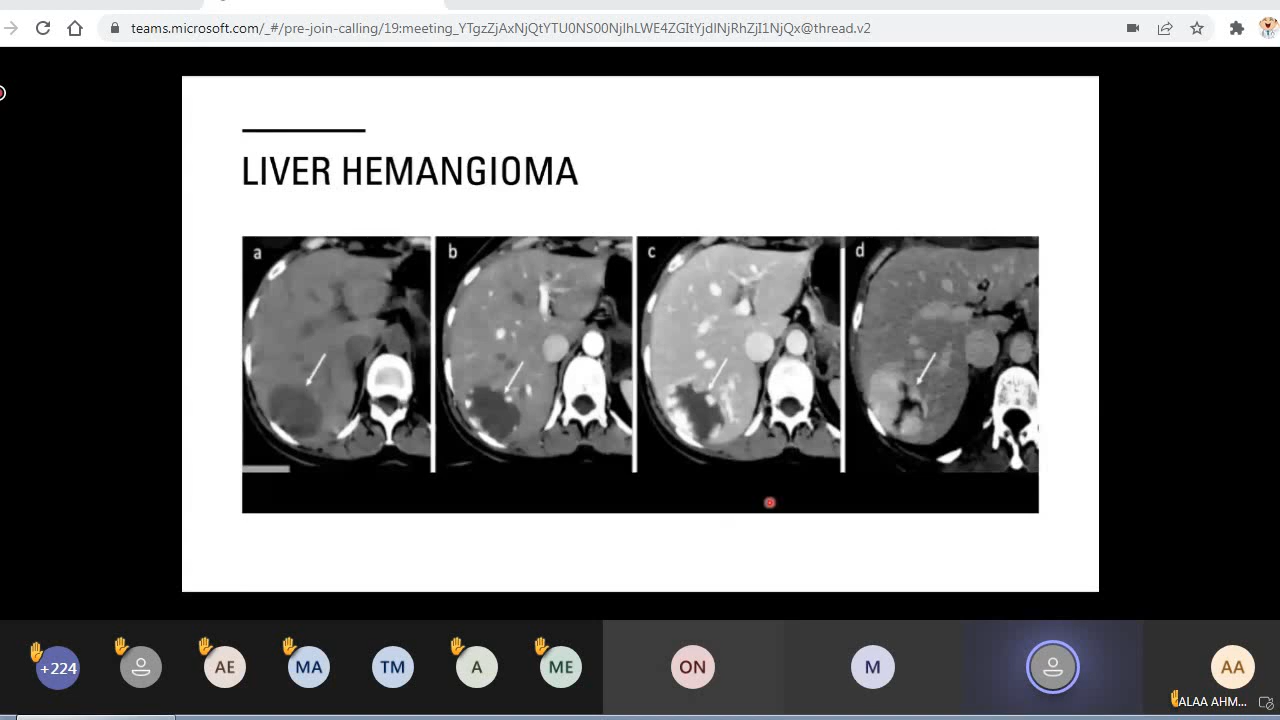 teams.microsoft.com/_#/pre-join-calling/19:meeting_YTgzZjAxNjQtYTU0NS00NjlhLWE4ZGItYjdlNjRhZjI1NjQx@thread.v2
LIVER HEMANGIOMA
a
b
c
d
+224
AE
MA
TM
A
ME
ON
M
AA
ALAA AHM...